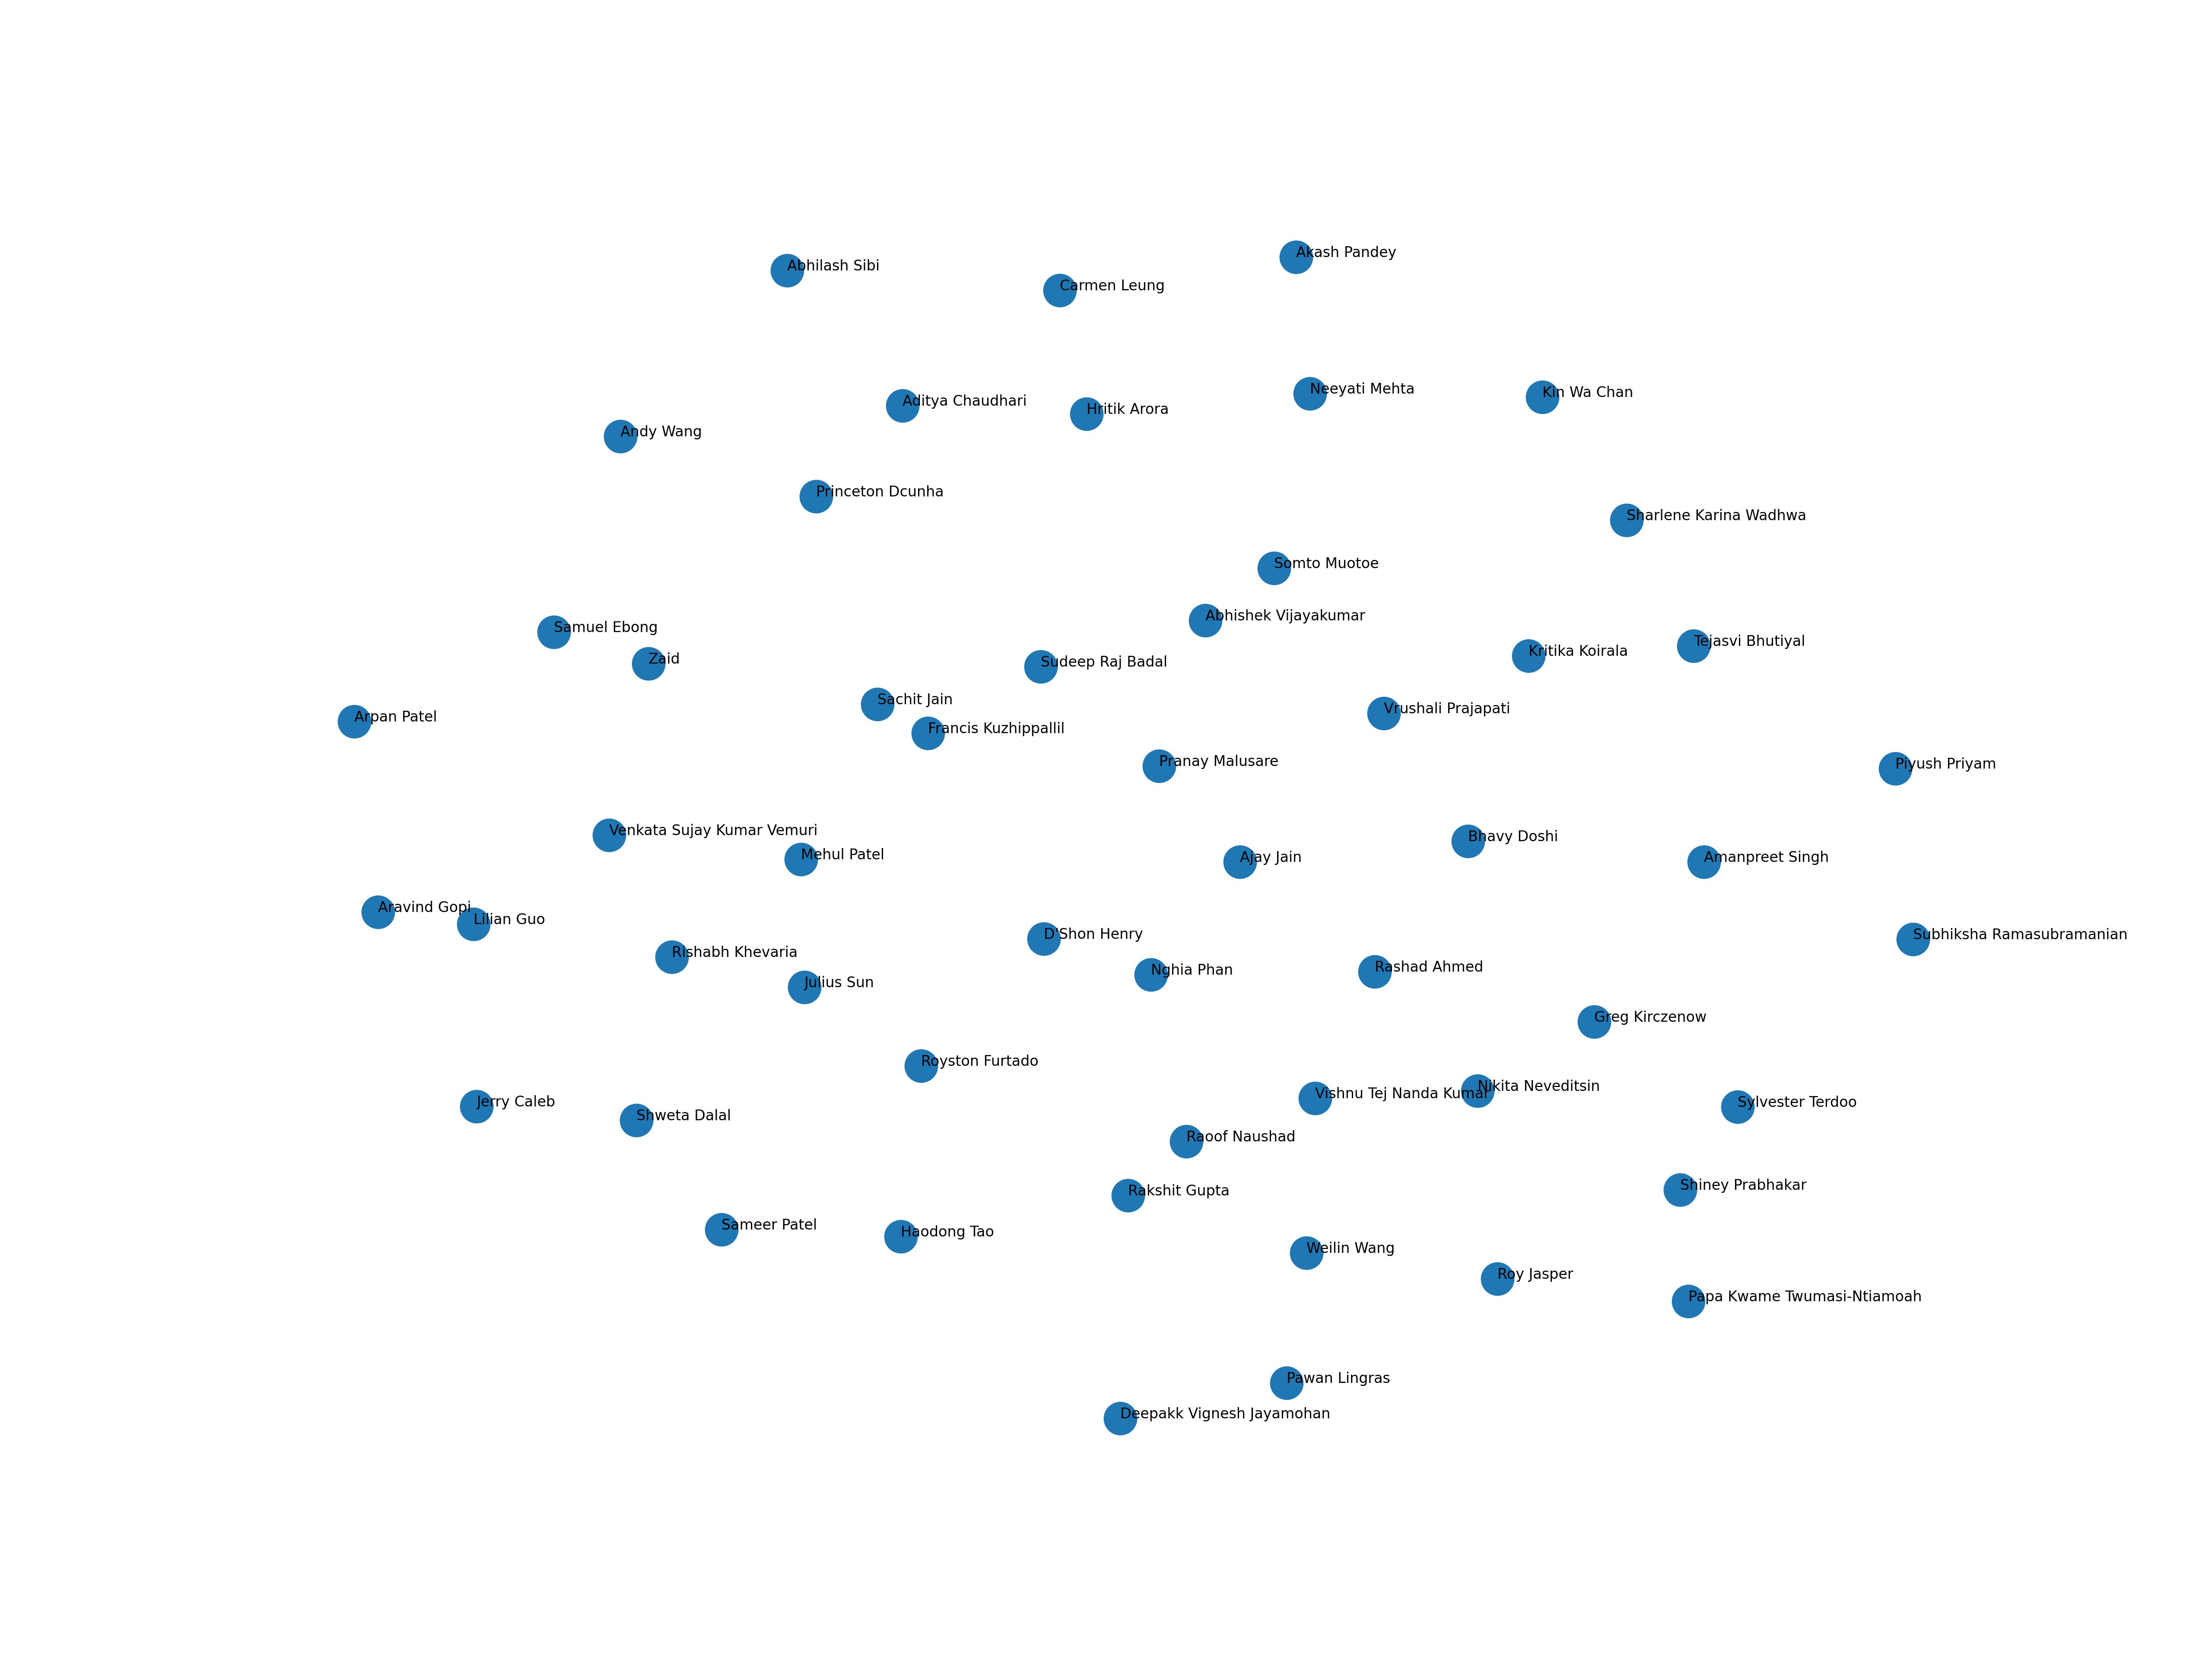 Akash Pandey
Abhilash Sibi
Carmen Leung
Neeyati Mehta
Kin Wa Chan
Aditya Chaudhari
Hritik Arora
Andy Wang
Princeton Dcunha
Sharlene Karina Wadhwa
Somto Muotoe
Abhishek Vijayakumar
Samuel Ebong
Tejasvi Bhutiyal
Kritika Koirala
Zaid
Sudeep Raj Badal
Sachit Jain
Vrushali Prajapati
Arpan Patel
Francis Kuzhippallil
Pranay Malusare
Piyush Priyam
Venkata Sujay Kumar Vemuri
Bhavy Doshi
Mehul Patel
Ajay Jain
Amanpreet Singh
Aravind Gopi
Lilian Guo
D'Shon Henry
Subhiksha Ramasubramanian
Rishabh Khevaria
Rashad Ahmed
Nghia Phan
Julius Sun
Greg Kirczenow
Royston Furtado
Nikita Neveditsin
Vishnu Tej Nanda Kumar
Jerry Caleb
Sylvester Terdoo
Shweta Dalal
Raoof Naushad
Shiney Prabhakar
Rakshit Gupta
Sameer Patel
Haodong Tao
Weilin Wang
Roy Jasper
Papa Kwame Twumasi-Ntiamoah
Pawan Lingras
Deepakk Vignesh Jayamohan